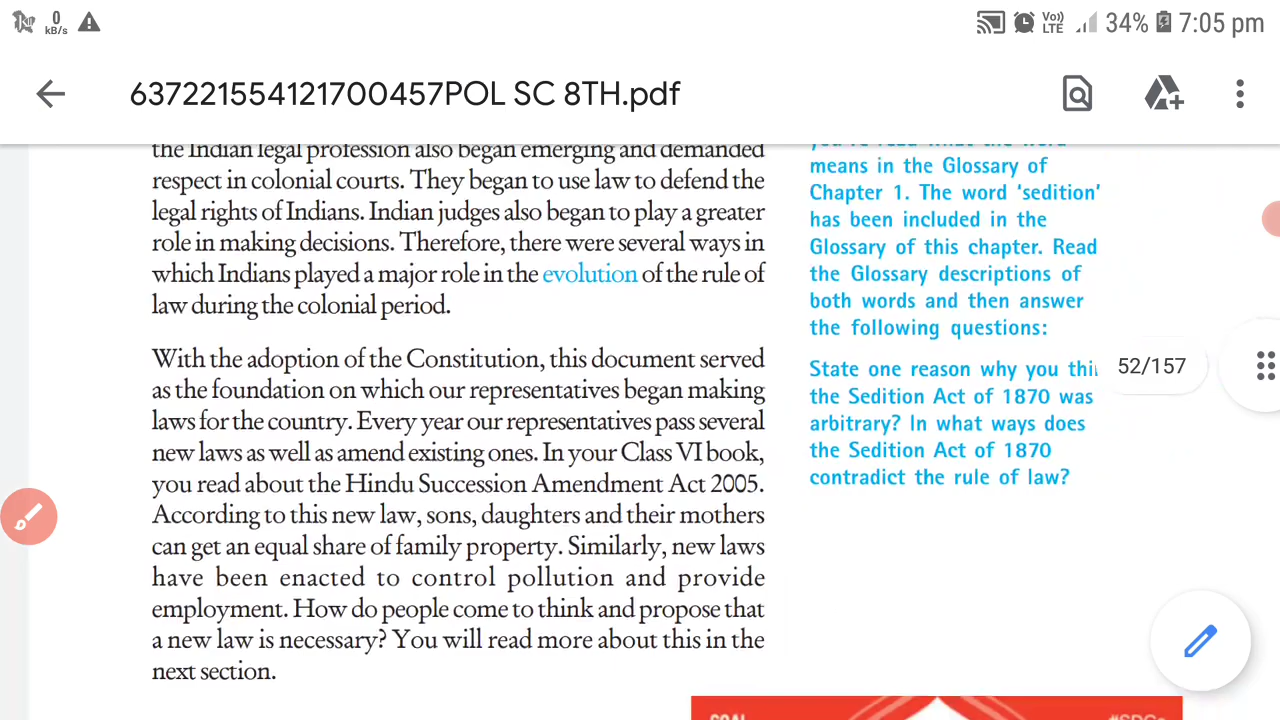 0
kB/s
Vo))
LTE
34%
7:05 pm
637221554121700457POL SC 8TH.pdf
the Indian legal profession also began emerging and demanded
respect in colonial courts. They began to use law to defend the
legal rights of Indians. Indian judges also began to play a greater
role in making decisions. Therefore, there were several ways in
which Indians played a major role in the evolution of the rule of
law during the colonial period.
With the adoption of the Constitution, this document served
as the foundation on which our representatives began making
laws for the country. Every year our representatives pass several
new laws as well as amend existing ones. In your Class VI book,
you read about the Hindu Succession Amendment Act 2005.
According to this new law, sons, daughters and their mothers
can get an equal share of family property. Similarly, new laws
have been enacted to control pollution and provide
employment. How do people come to think and propose that
a new law is necessary? You will read more about this in the
next section.
you've read what the word
means in the Glossary of
Chapter 1. The word 'sedition'
has been included in the
Glossary of this chapter. Read
the Glossary descriptions of
both words and then answer
the following questions:
State one reason why you thi
the Sedition Act of 1870 was
arbitrary? In what ways does
the Sedition Act of 1870
contradict the rule of law?
52/157
GOAL